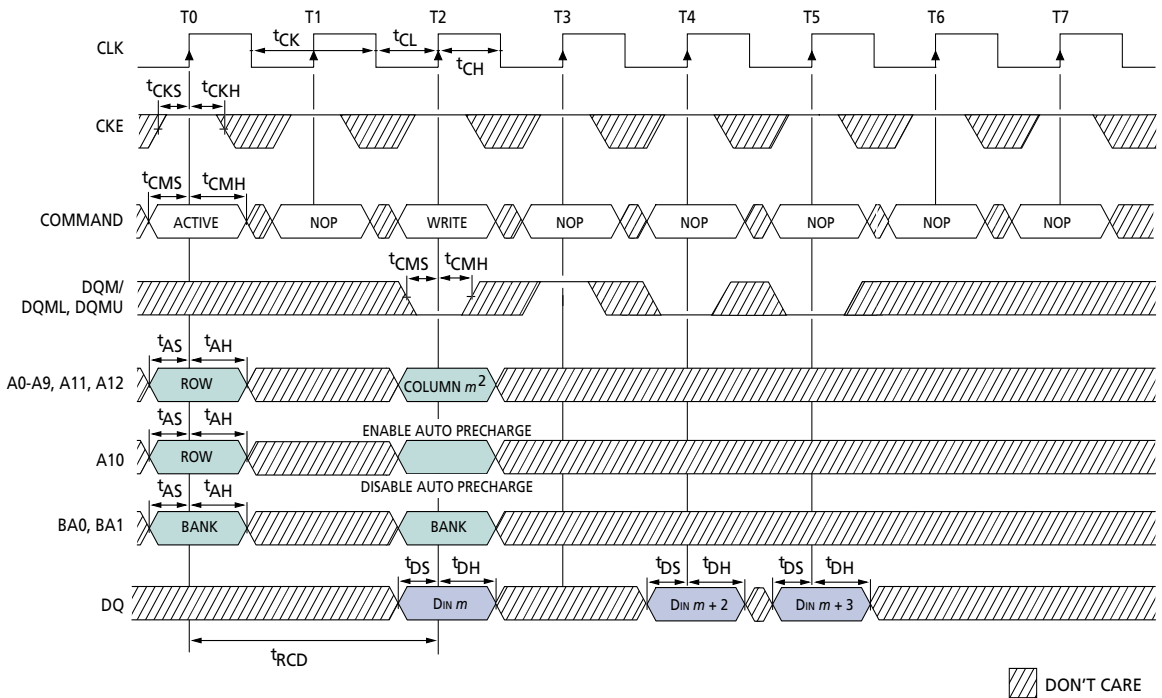 T0 T1 T2 T3 T4 T5 T6 T7
CLK
tCK tCL
tCH
tCKS tCKH
CKE
tCMS tCMH
COMMAND ACTIVE NOP WRITE NOP NOP NOP NOP NOP
tCMS tCMH
DQM/
DQML, DQMU
tAS tAH
A0-A9, A11, A12 ROW COLUMN m2
tAS tAH ENABLE AUTO PRECHARGE
A10 ROW
DISABLE AUTO PRECHARGE
tAS tAH
BA0, BA1 BANK BANK
tDS tDH tDS tDH tDS tDH
DQ DIN m DIN m + 2 DIN m + 3
tRCD
DON'T CARE